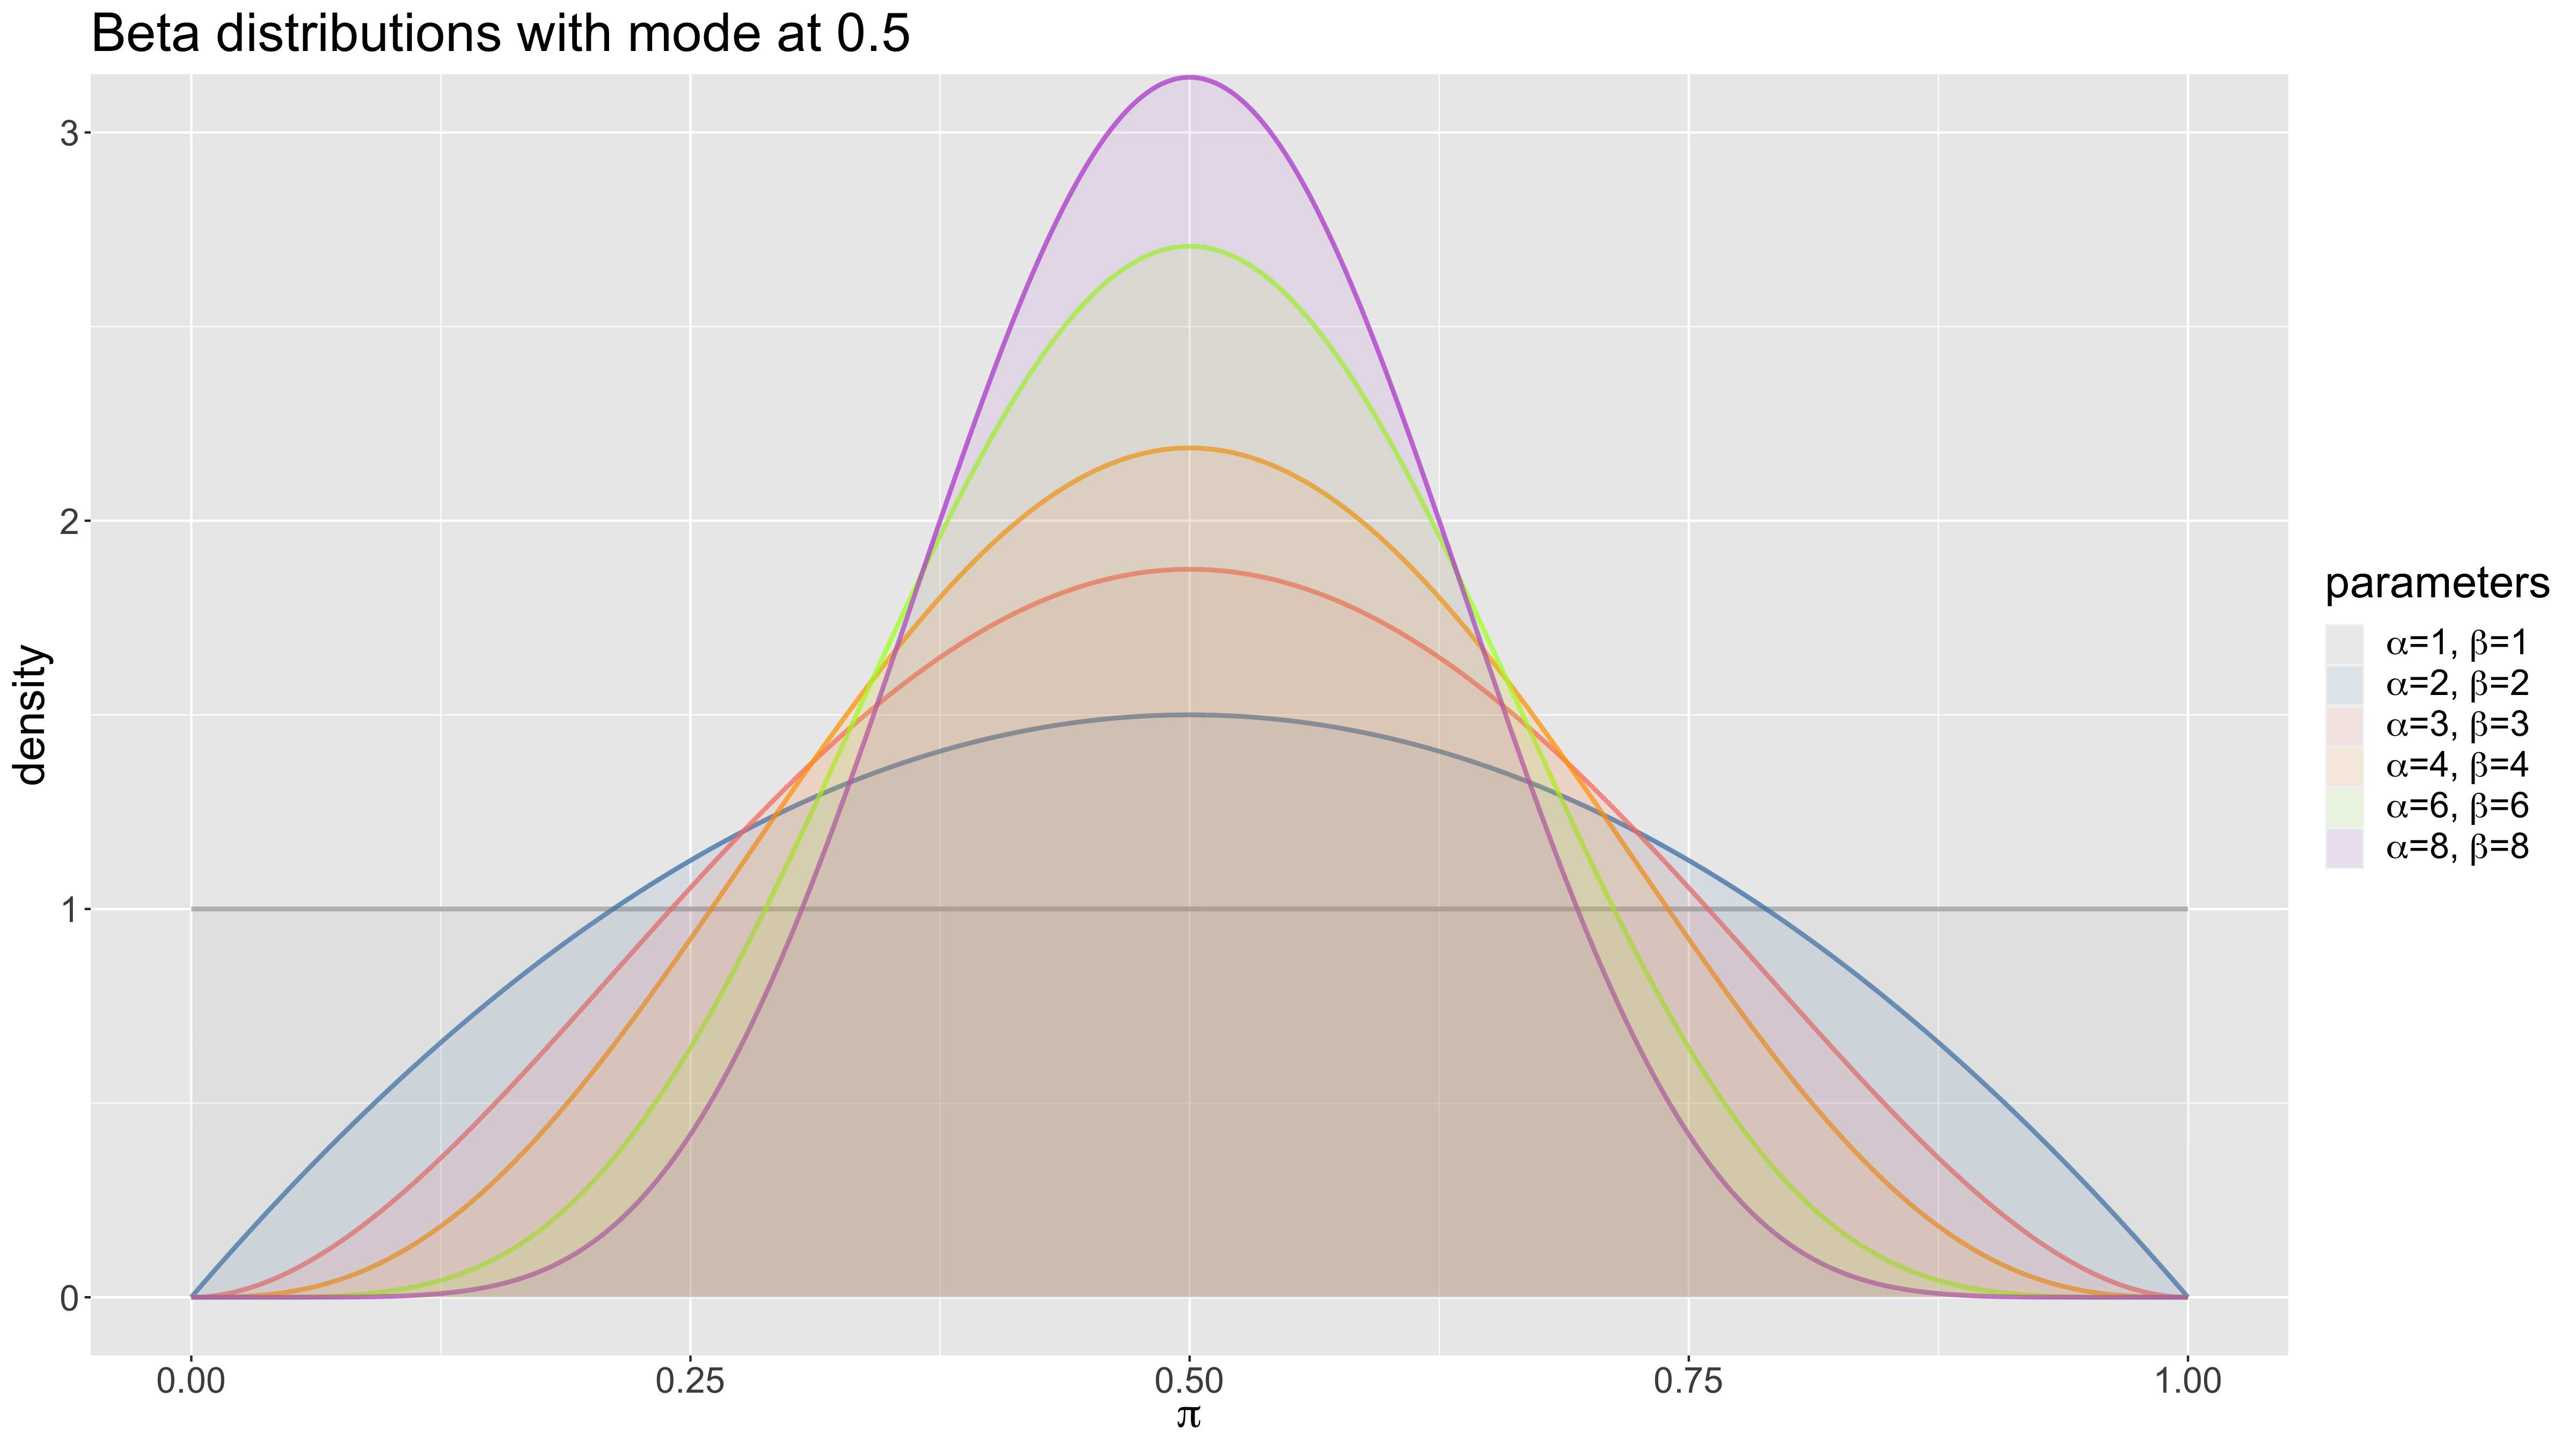 Beta distributions with mode at 0.5
3
2
1
0
density
0.00 0.25 0.50 0.75 1.00
π
parameters
α=1, β=1
α=2, β=2
α=3, β=3
α=4, β=4
α=6, β=6
α=8, β=8